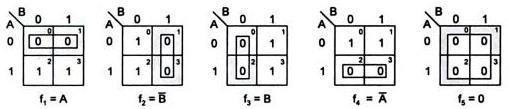 B B B B B
A 0 1 A 0 1 A 0 1 A 0 1 A 0 1
0 1 0 1 0 1 0 1 0 1
0 0 0 0 1 0 0 0 1 0 1 1 0 0 0
2 3 2 3 2 3 2 3 2 3
1 1 1 1 1 0 1 0 1 1 0 0 1 0 0
f₁ = A f₂ = B̅ f₃ = B f₄ = A̅ f₅ = 0